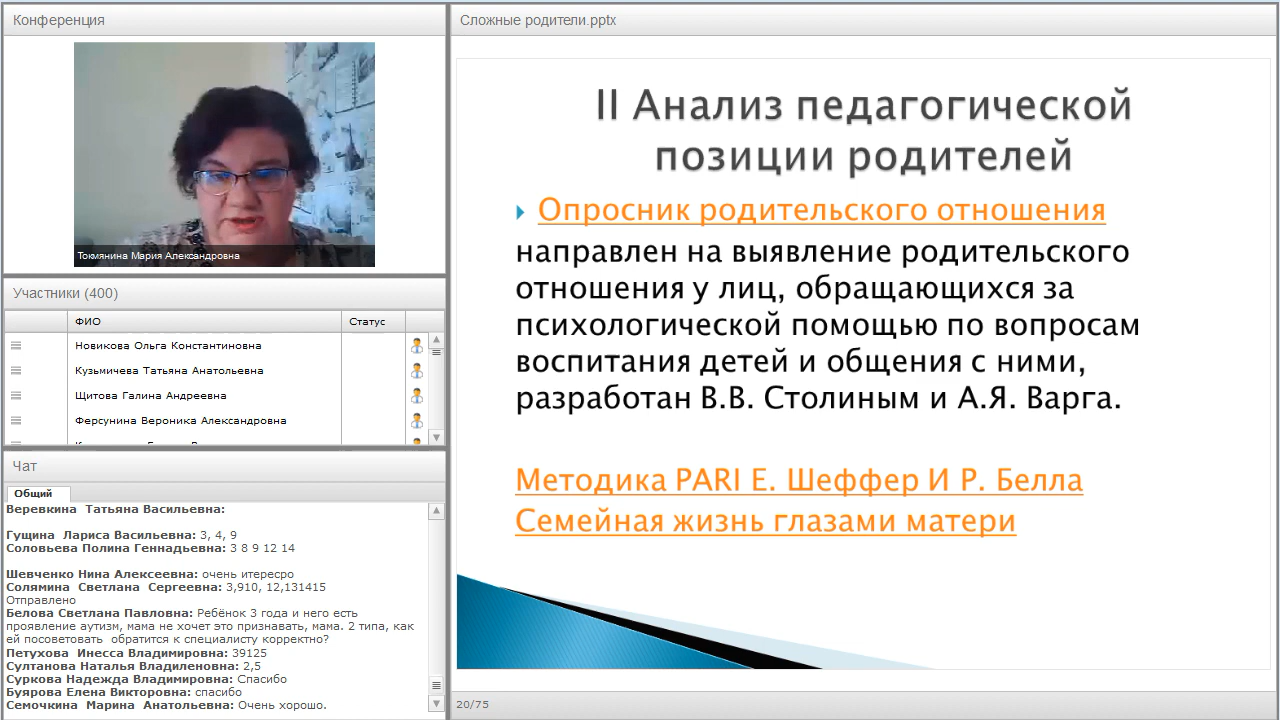 Конференция
Токмянина Мария Александровна
Участники (400)
ФИО
Статус
Новикова Ольга Константиновна
Кузьмичева Татьяна Анатольевна
Щитова Галина Андреевна
Ферсунина Вероника Александровна
Чат
Общий
Веревкина Татьяна Васильевна:
Гущина Лариса Васильевна: 3, 4, 9
Соловьева Полина Геннадьевна: 3 8 9 12 14
Шевченко Нина Алексеевна: очень итересро
Солямина Светлана Сергеевна: 3,910, 12,131415
Отправлено
Белова Светлана Павловна: Ребёнок 3 года и него есть
проявление аутизм, мама не хочет это признавать, мама. 2 типа, как
ей посоветовать обратится к специалисту корректно?
Петухова Инесса Владимировна: 39125
Султанова Наталья Владиленовна: 2,5
Суркова Надежда Владимировна: Спасибо
Буярова Елена Викторовна: спасибо
Семочкина Марина Анатольевна: Очень хорошо.
Сложные родители.pptx
II Анализ педагогической
позиции родителей
Опросник родительского отношения
направлен на выявление родительского
отношения у лиц, обращающихся за
психологической помощью по вопросам
воспитания детей и общения с ними,
разработан В.В. Столиным и А.Я. Варга.
Методика PARI Е. Шеффер И Р. Белла
Семейная жизнь глазами матери
20/75